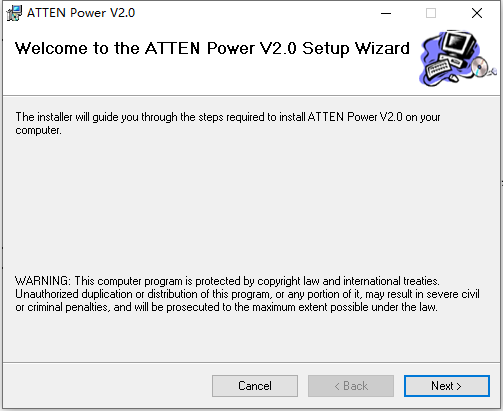 ATTEN Power V2.0
Welcome to the ATTEN Power V2.0 Setup Wizard
The installer will guide you through the steps required to install ATTEN Power V2.0 on your
computer.
WARNING: This computer program is protected by copyright law and international treaties.
Unauthorized duplication or distribution of this program, or any portion of it, may result in severe civil
or criminal penalties, and will be prosecuted to the maximum extent possible under the law.
Cancel < Back Next >